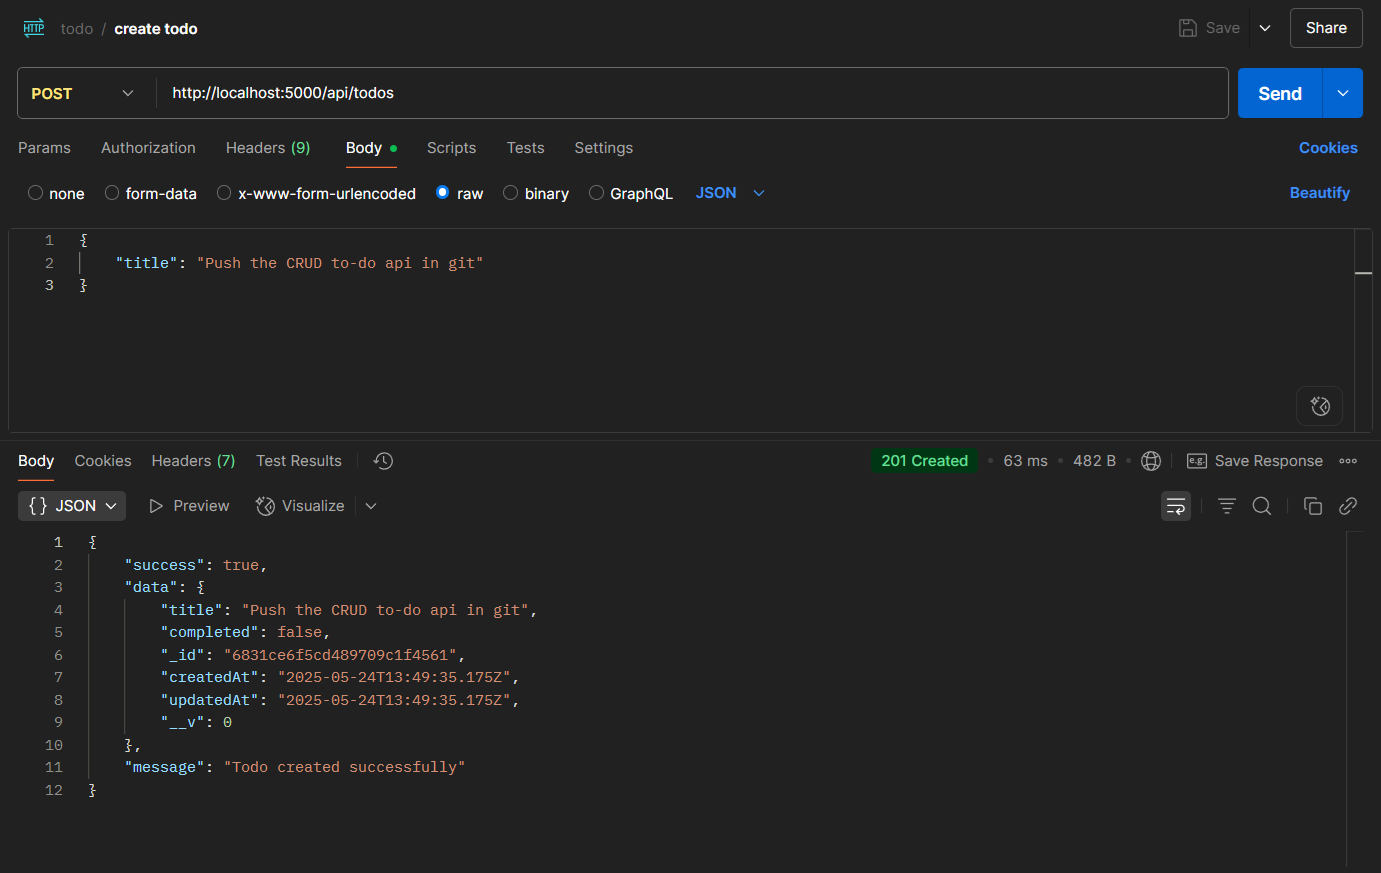 HTTP todo / create todo Save Share
POST http://localhost:5000/api/todos Send
Params Authorization Headers (9) Body Scripts Tests Settings Cookies
none form-data x-www-form-urlencoded raw binary GraphQL JSON Beautify
1 {
2 "title": "Push the CRUD to-do api in git"
3 }
Body Cookies Headers (7) Test Results 201 Created 63 ms 482 B e.g. Save Response
{} JSON Preview Visualize
1 {
2 "success": true,
3 "data": {
4 "title": "Push the CRUD to-do api in git",
5 "completed": false,
6 "_id": "6831ce6f5cd489709c1f4561",
7 "createdAt": "2025-05-24T13:49:35.175Z",
8 "updatedAt": "2025-05-24T13:49:35.175Z",
9 "__v": 0
10 },
11 "message": "Todo created successfully"
12 }